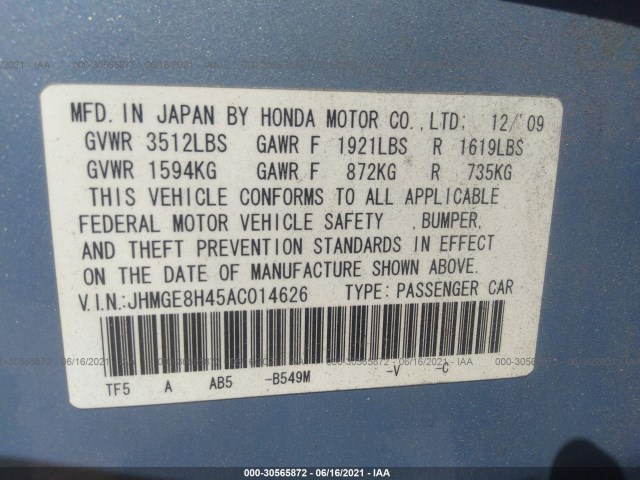 MFD. IN JAPAN BY HONDA MOTOR CO.,LTD; 12/'09
GVWR 3512LBS GAWR F 1921LBS R 1619LBS
GVWR 1594KG GAWR F 872KG R 735KG
THIS VEHICLE CONFORMS TO ALL APPLICABLE
FEDERAL MOTOR VEHICLE SAFETY , BUMPER,
AND THEFT PREVENTION STANDARDS IN EFFECT
ON THE DATE OF MANUFACTURE SHOWN ABOVE.
V.I.N.:JHMGE8H45AC014626 TYPE: PASSENGER CAR
TF5 A AB5 -B549M -V -C
000-30565872 - 06/16/2021 - IAA